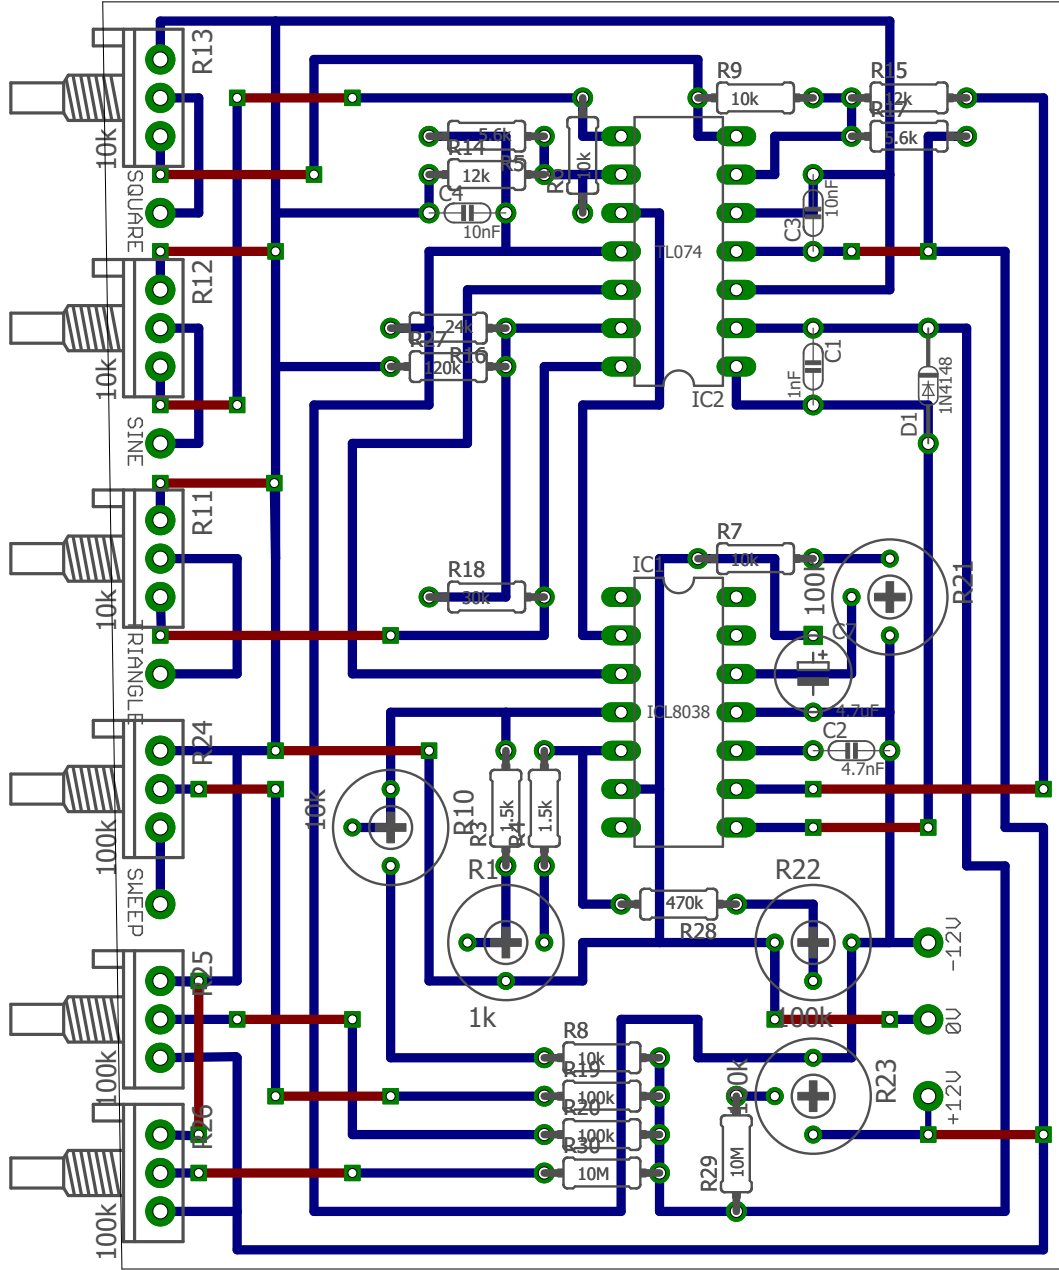 R13
10k
SQUARE
R12
10k
SINE
R11
10k
TRIANGLE
R24
100k
SWEEP
R25
100k
R26
100k
R9
10k
R15
12k
R17
5.6k
5.6k
R14
12k
R5
10k
C4
10nF
C3
10nF
TL074
IC2
24k
R27
120k
R16
C1
1nF
1N4148
D1
R18
30k
IC1
R7
10k
100k
R21
C7
+
4.7uF
ICL8038
C2
4.7nF
10k
R10
R3
1.5k
R4
1.5k
R1
1k
470k
R28
R22
100k
-12V
0V
+12V
R8
10k
R19
100k
R20
100k
R30
10M
R29
10M
100k
R23